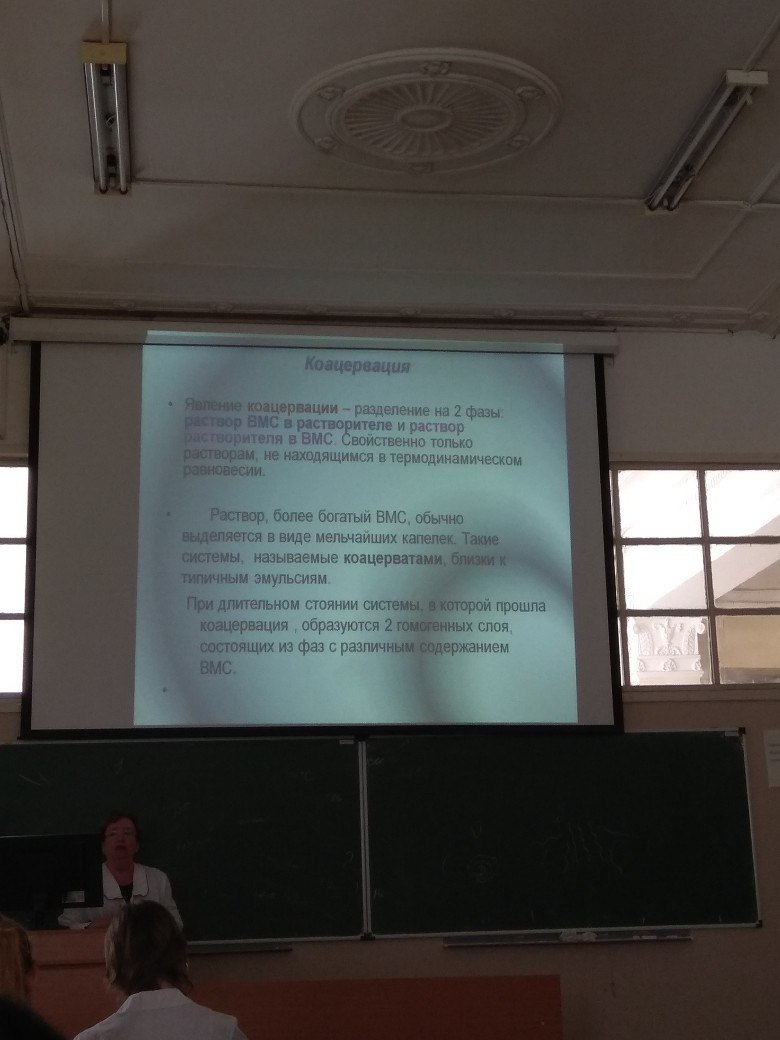 Коацервация
• Явление коацервации – разделение на 2 фазы:
раствор ВМС в растворителе и раствор
растворителя в ВМС. Свойственно только
растворам, не находящимся в термодинамическом
равновесии.
• Раствор, более богатый ВМС, обычно
выделяется в виде мельчайших капелек. Такие
системы, называемые коацерватами, близки к
типичным эмульсиям.
При длительном стоянии системы, в которой прошла
коацервация , образуются 2 гомогенных слоя,
состоящих из фаз с различным содержанием
ВМС.
•